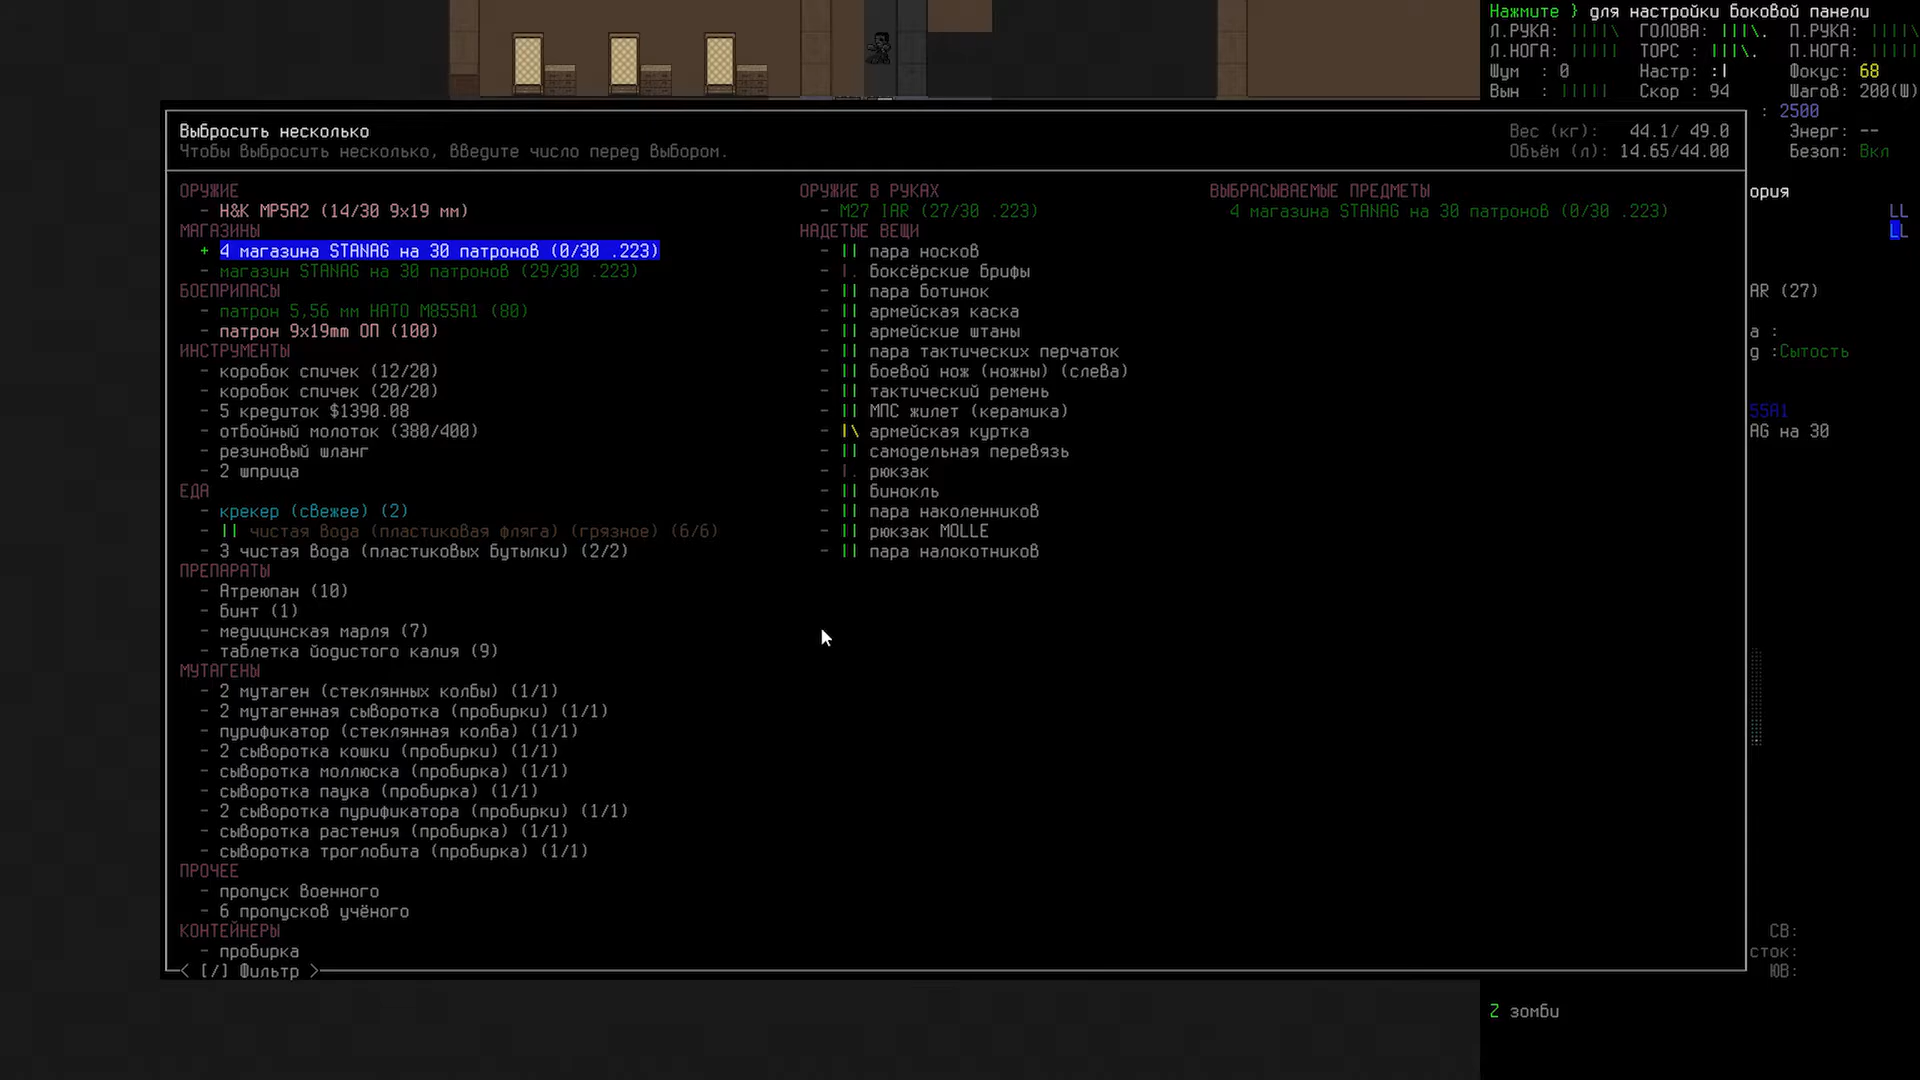 Нажмите } для настройки боковой панели
Л.РУКА: ||||\ ГОЛОВА: |||\. П.РУКА: ||||\
Л.НОГА: ||||| ТОРС : |||\. П.НОГА: |||||
Шум : 0 Настр: :| Фокус: 68
Вын : ||||| Скор : 94 Шагов: 200(Ш)
: 2500
Энерг: --
Безоп: Вкл
Выбросить несколько
Чтобы выбросить несколько, введите число перед выбором.
Вес (кг): 44.1/ 49.0
Объём (л): 14.65/44.00
ОРУЖИЕ
- H&K MP5A2 (14/30 9x19 мм)
МАГАЗИНЫ
+ 4 магазина STANAG на 30 патронов (0/30 .223)
- магазин STANAG на 30 патронов (29/30 .223)
БОЕПРИПАСЫ
- патрон 5,56 мм НАТО M855A1 (80)
- патрон 9x19mm ОП (100)
ИНСТРУМЕНТЫ
- коробок спичек (12/20)
- коробок спичек (20/20)
- 5 кредиток $1390.08
- отбойный молоток (380/400)
- резиновый шланг
- 2 шприца
ЕДА
- крекер (свежее) (2)
- || чистая вода (пластиковая фляга) (грязное) (6/6)
- 3 чистая вода (пластиковых бутылки) (2/2)
ПРЕПАРАТЫ
- Атреюпан (10)
- бинт (1)
- медицинская марля (7)
- таблетка йодистого калия (9)
МУТАГЕНЫ
- 2 мутаген (стеклянных колбы) (1/1)
- 2 мутагенная сыворотка (пробирки) (1/1)
- пурификатор (стеклянная колба) (1/1)
- 2 сыворотка кошки (пробирки) (1/1)
- сыворотка моллюска (пробирка) (1/1)
- сыворотка паука (пробирка) (1/1)
- 2 сыворотка пурификатора (пробирки) (1/1)
- сыворотка растения (пробирка) (1/1)
- сыворотка троглобита (пробирка) (1/1)
ПРОЧЕЕ
- пропуск военного
- 6 пропусков учёного
КОНТЕЙНЕРЫ
- пробирка
< [/] Фильтр >
ОРУЖИЕ В РУКАХ
- M27 IAR (27/30 .223)
НАДЕТЫЕ ВЕЩИ
- || пара носков
- |. боксёрские брифы
- || пара ботинок
- || армейская каска
- || армейские штаны
- || пара тактических перчаток
- || боевой нож (ножны) (слева)
- || тактический ремень
- || МПС жилет (керамика)
- |\ армейская куртка
- || самодельная перевязь
- |. рюкзак
- || бинокль
- || пара наколенников
- || рюкзак MOLLE
- || пара налокотников
ВЫБРАСЫВАЕМЫЕ ПРЕДМЕТЫ
4 магазина STANAG на 30 патронов (0/30 .223)
ория
LL
LL
AR (27)
а :
g :Сытость
55A1
AG на 30
СВ:
сток:
ЮВ:
Z зомби